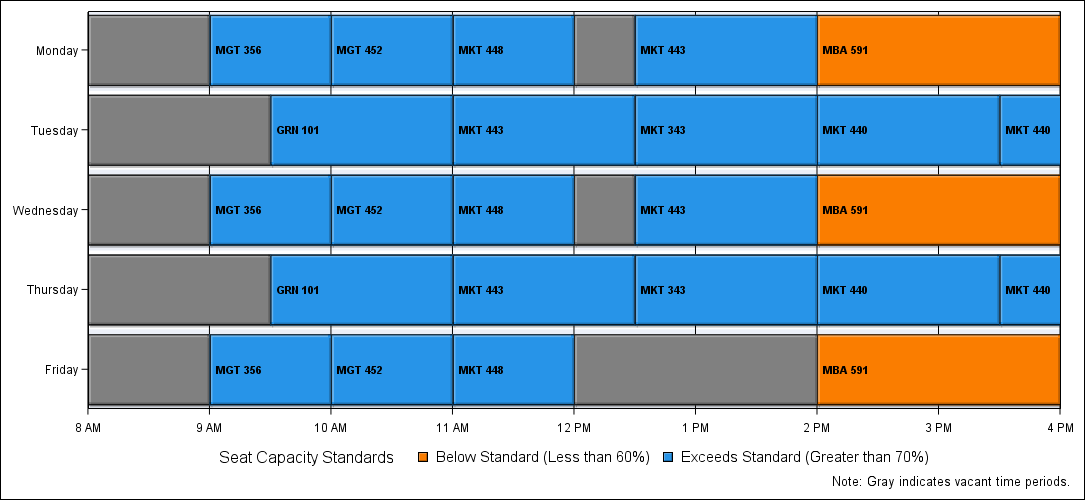 Monday MGT 356 MGT 452 MKT 448 MKT 443 MBA 591
Tuesday GRN 101 MKT 443 MKT 343 MKT 440 MKT 440
Wednesday MGT 356 MGT 452 MKT 448 MKT 443 MBA 591
Thursday GRN 101 MKT 443 MKT 343 MKT 440 MKT 440
Friday MGT 356 MGT 452 MKT 448 MBA 591
8 AM 9 AM 10 AM 11 AM 12 PM 1 PM 2 PM 3 PM 4 PM
Seat Capacity Standards Below Standard (Less than 60%) Exceeds Standard (Greater than 70%)
Note: Gray indicates vacant time periods.